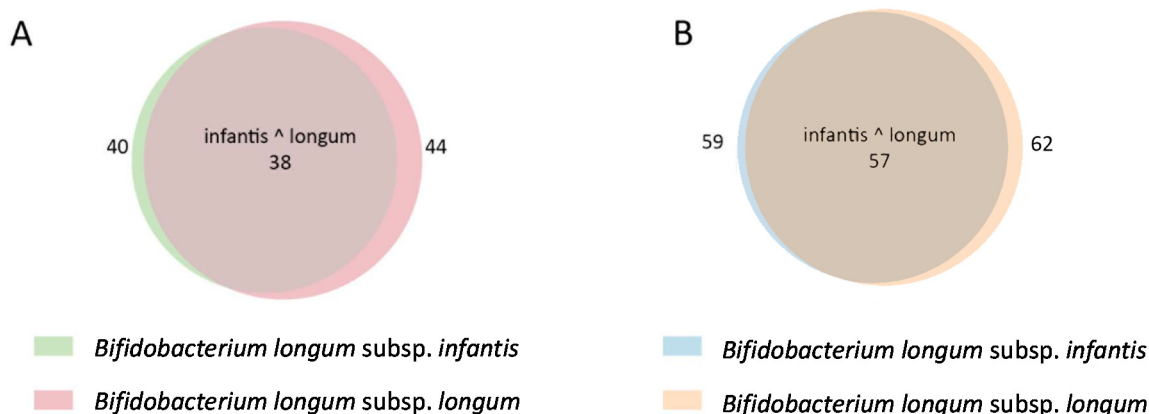 A
B
infantis ^ longum
38
40
44
infantis ^ longum
57
59
62
Bifidobacterium longum subsp. infantis
Bifidobacterium longum subsp. longum
Bifidobacterium longum subsp. infantis
Bifidobacterium longum subsp. longum